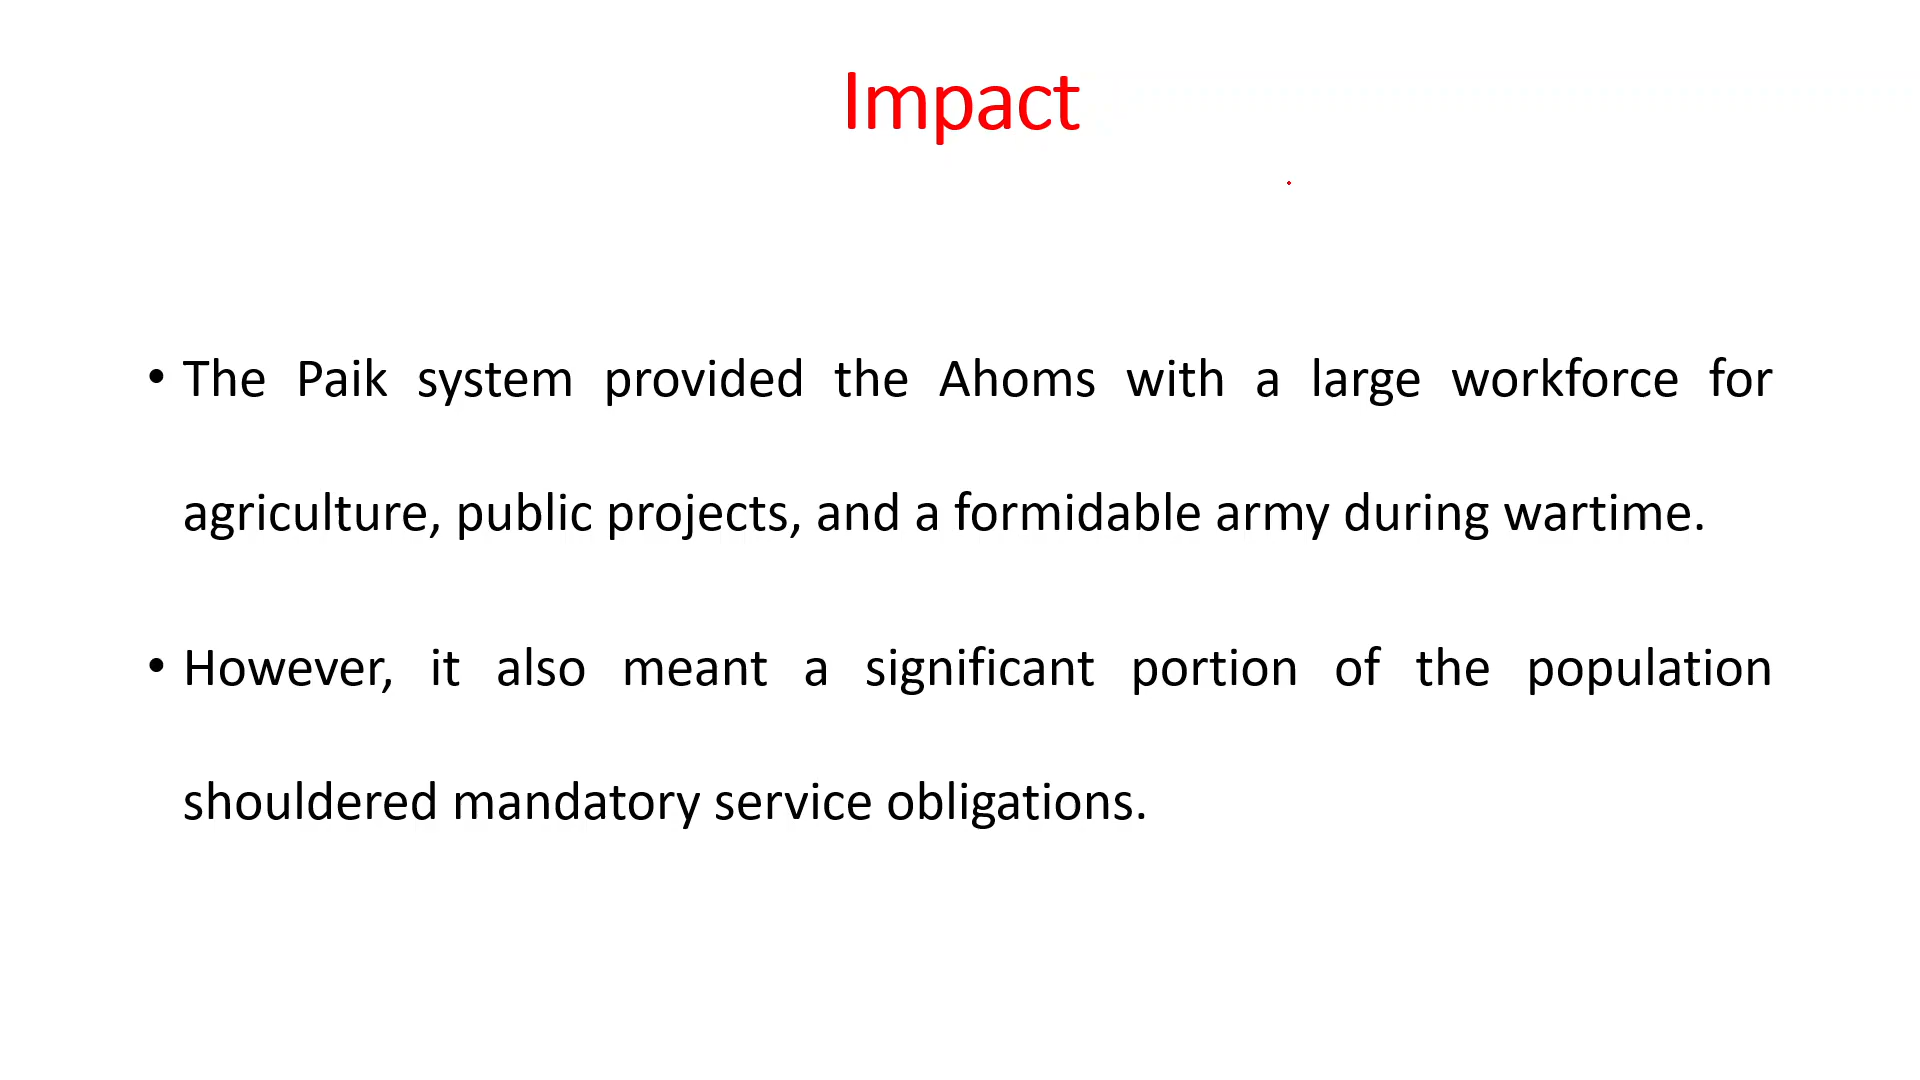 Impact
• The Paik system provided the Ahoms with a large workforce for
agriculture, public projects, and a formidable army during wartime.
• However, it also meant a significant portion of the population
shouldered mandatory service obligations.